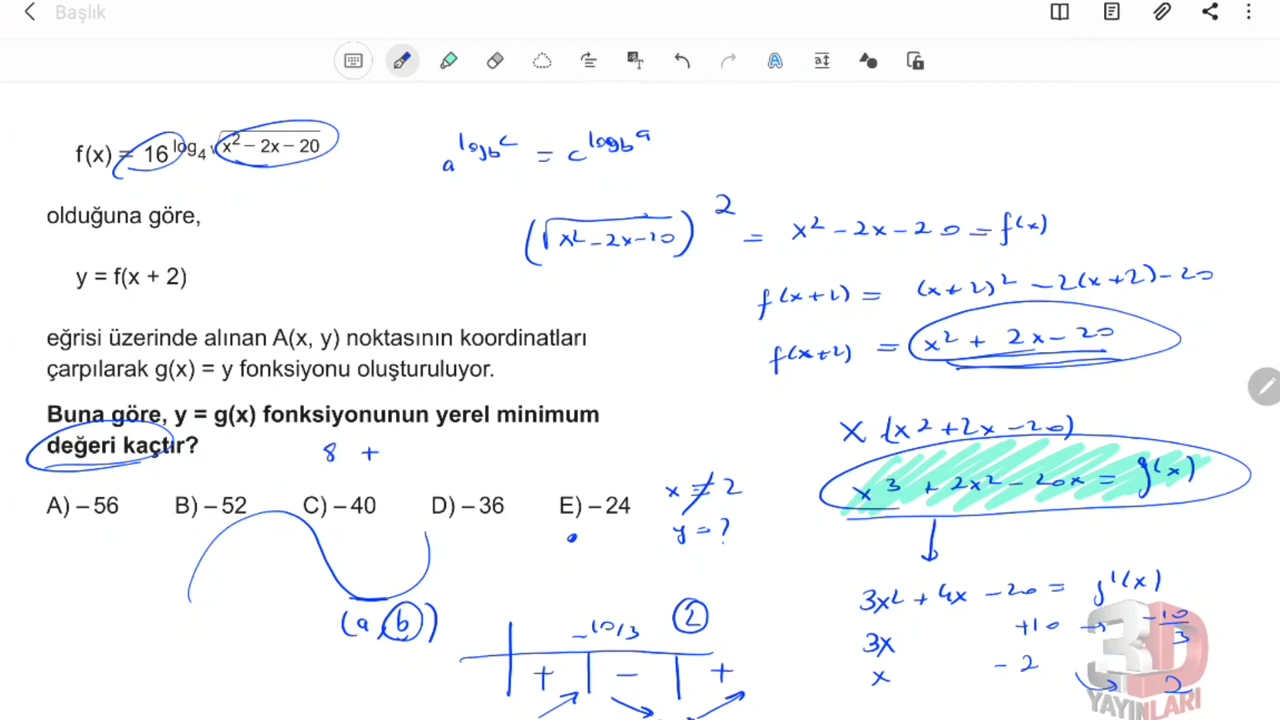 Başlık
f(x) = 16^log₄√(x² – 2x – 20)
a^log_b c = c^log_b a
olduğuna göre,
(√(x² – 2x – 20))² = x² – 2x – 20 = f(x)
y = f(x + 2)
f(x+2) = (x+2)² – 2(x+2) – 20
eğrisi üzerinde alınan A(x, y) noktasının koordinatları
f(x+2) = x² + 2x – 20
çarpılarak g(x) = y fonksiyonu oluşturuluyor.
Buna göre, y = g(x) fonksiyonunun yerel minimum
x (x² + 2x – 20)
değeri kaçtır?
8 +
x³ + 2x² – 20x = g(x)
A) – 56 B) – 52 C) – 40 D) – 36 E) – 24
x = 2
y = ?
3x² + 4x – 20 = g'(x)
(a, b)
–10/3 2
3x +10 → –10/3
+ – +
x – 2 → 2
3D
YAYINLARI